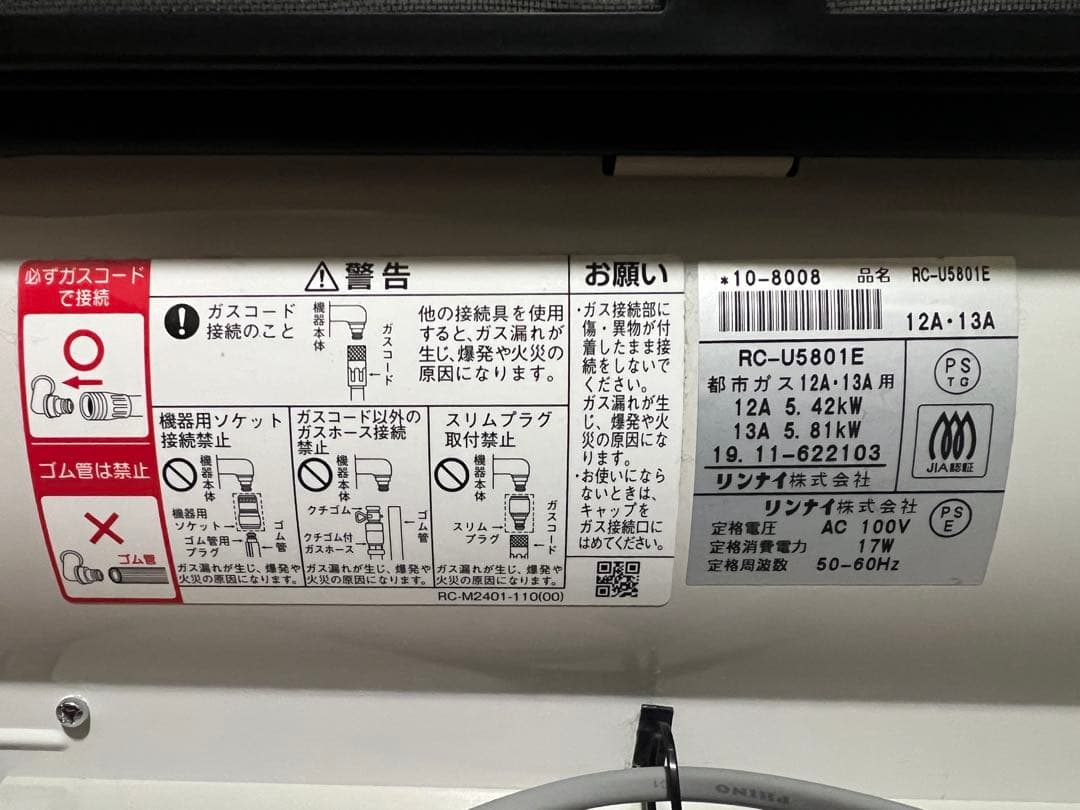 必ずガスコード
で接続
ゴム管は禁止
ゴム管
警告
ガスコード
接続のこと
機器本体
ガスコード
他の接続具を使用
すると、ガス漏れが
生じ、爆発や火災の
原因になります。
機器用ソケット
接続禁止
機器本体
機器用
ソケット
ゴム管用
プラグ
ゴム管
ガス漏れが生じ、爆発や
火災の原因になります。
ガスコード以外の
ガスホース接続
禁止
機器本体
クチゴム
クチゴム付
ガスホース
ゴム管
ガス漏れが生じ、爆発や
火災の原因になります。
スリムプラグ
取付禁止
機器本体
スリム
プラグ
ガスコード
ガス漏れが生じ、爆発や
火災の原因になります。
RC-M2401-110(00)
お願い
・ガス接続部に
傷・異物が付
着したまま接
続をしないで
ください。
ガス漏れが生
じ、爆発や火
災の原因にな
ります。
・お使いになら
ないときは、
キャップを
ガス接続口に
はめてください。
*10-8008 品名 RC-U5801E
12A・13A
RC-U5801E
都市ガス12A・13A用
12A 5.42kW
13A 5.81kW
19.11-622103
リンナイ株式会社
PS
TG
JIA認証
リンナイ株式会社
定格電圧 AC 100V
定格消費電力 17W
定格周波数 50-60Hz
PS
E
PHINO